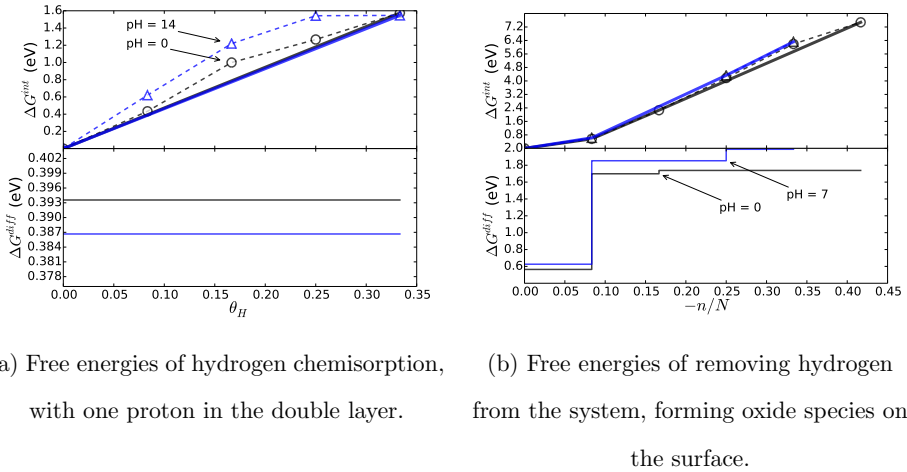 1.6
1.4
1.2
1.0
0.8
0.6
0.4
0.2
ΔG^{int} (eV)
pH = 14
pH = 0
0.402
0.399
0.396
0.393
0.390
0.387
0.384
0.381
0.378
ΔG^{diff} (eV)
0.00 0.05 0.10 0.15 0.20 0.25 0.30 0.35
θ_H
7.2
6.4
5.6
4.8
4.0
3.2
2.4
1.6
0.8
ΔG^{int} (eV)
2.0
1.8
1.6
1.4
1.2
1.0
0.8
0.6
ΔG^{diff} (eV)
pH = 7
pH = 0
0.00 0.05 0.10 0.15 0.20 0.25 0.30 0.35 0.40 0.45
−n/N
a) Free energies of hydrogen chemisorption,
with one proton in the double layer.
(b) Free energies of removing hydrogen
from the system, forming oxide species on
the surface.